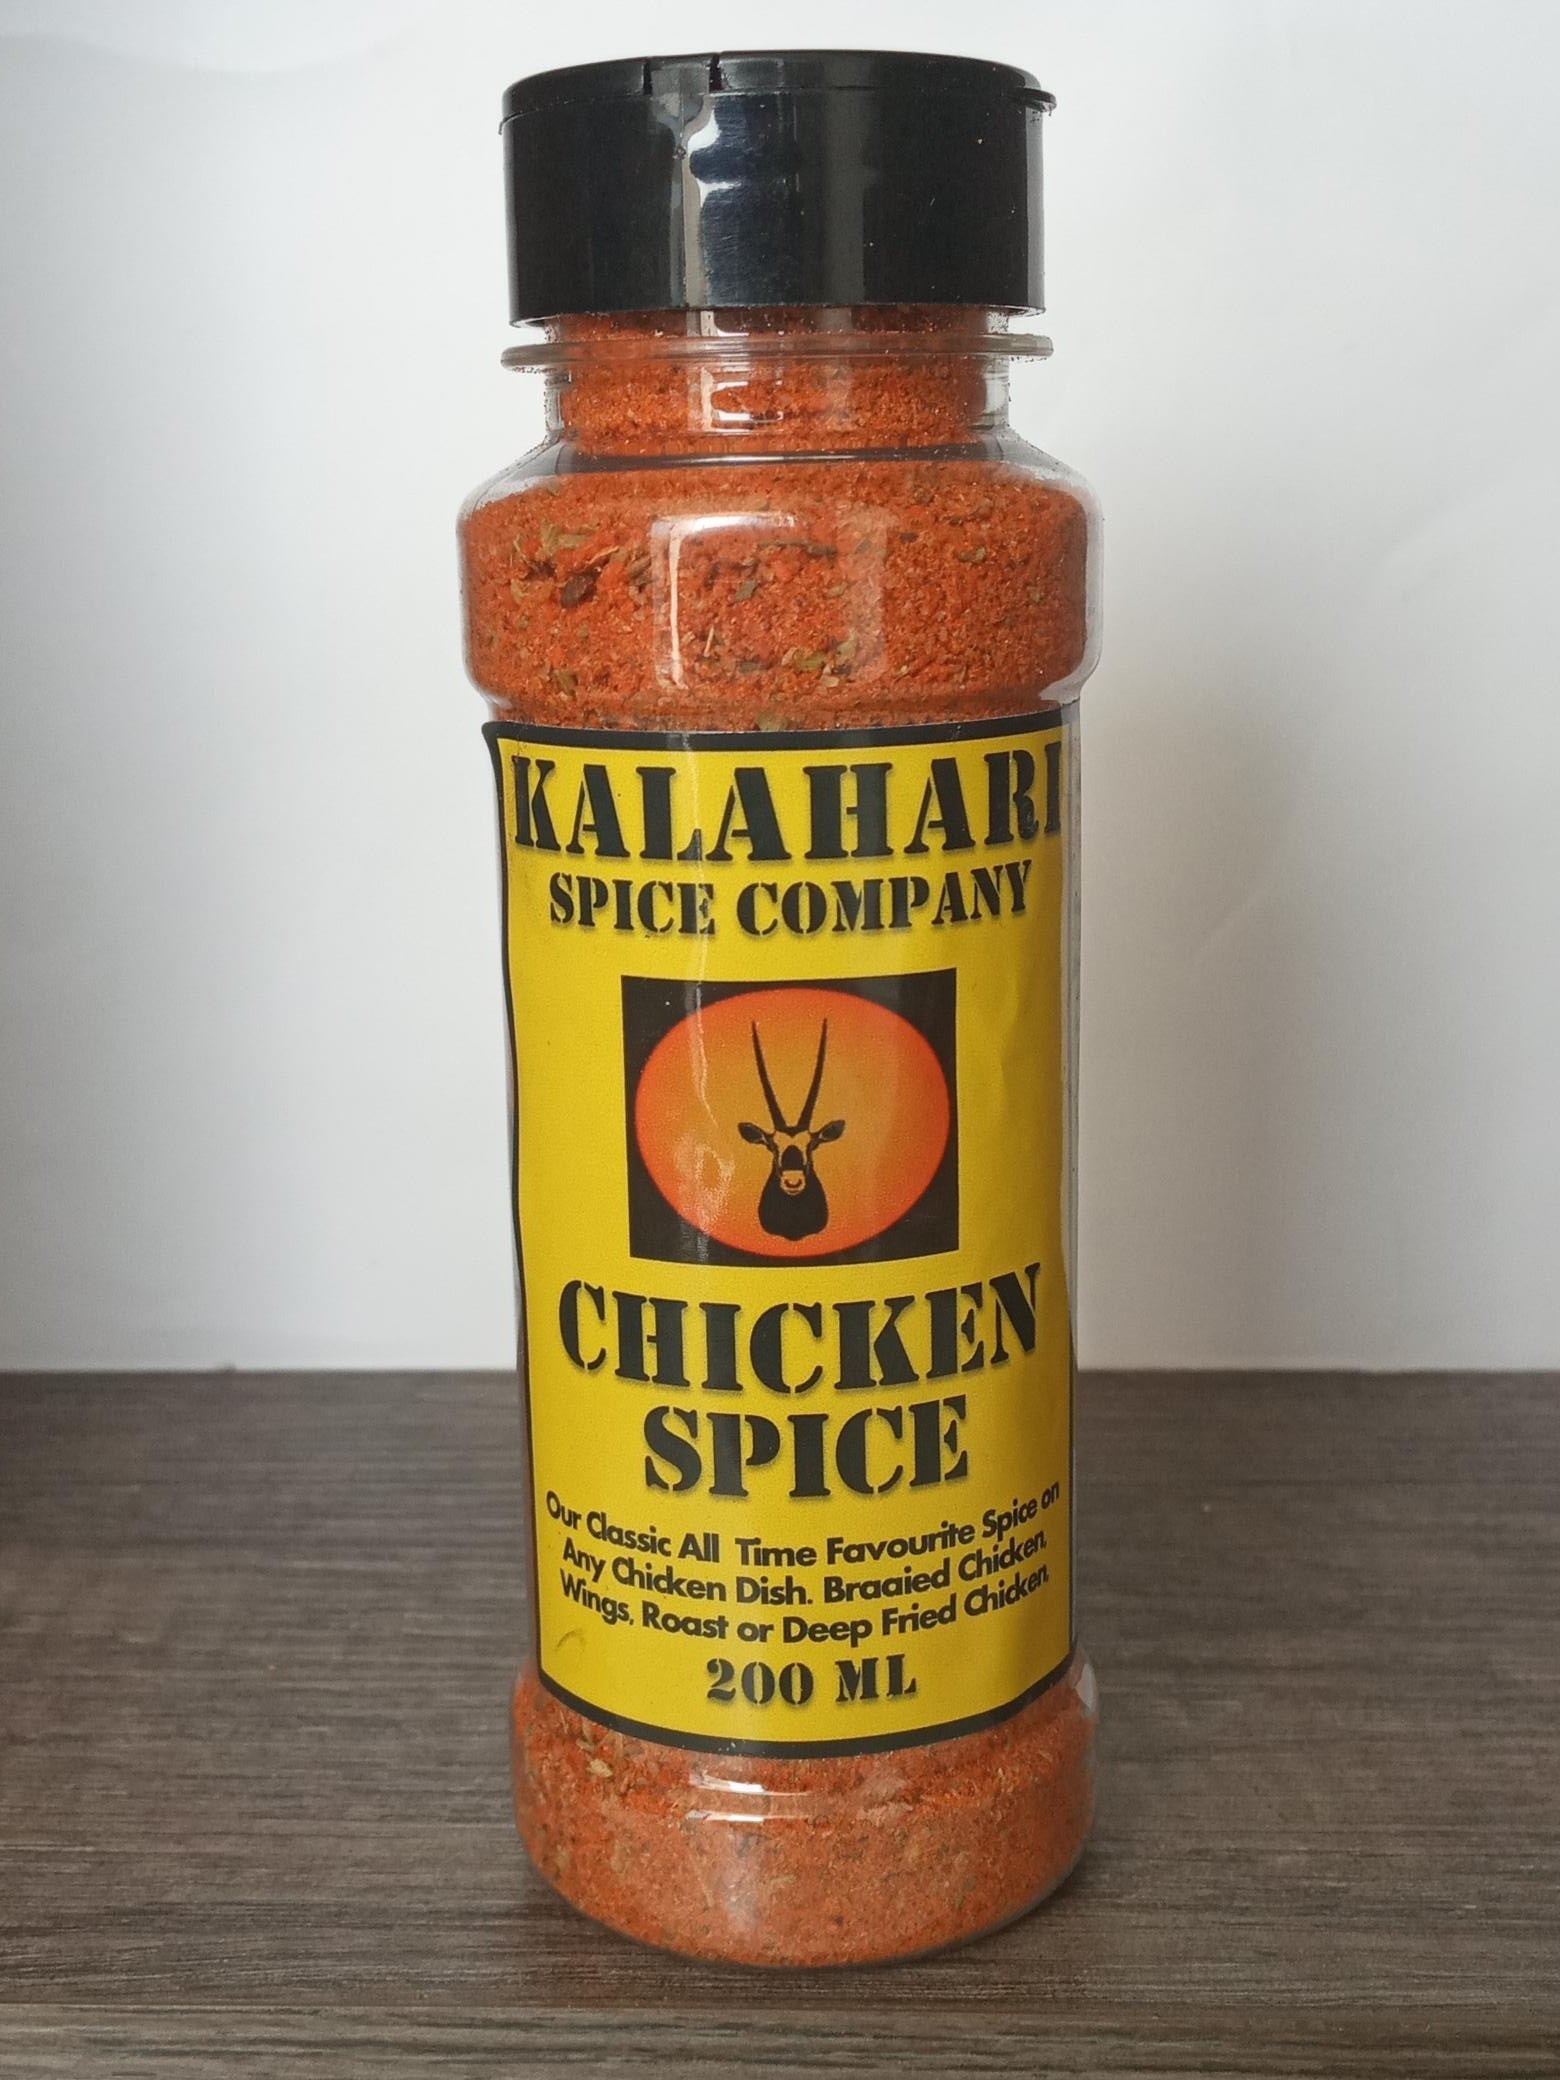 KALAHARI
SPICE COMPANY
CHICKEN
SPICE
Our Classic All Time Favourite Spice on
Any Chicken Dish. Braaied Chicken,
Wings, Roast or Deep Fried Chicken.
200 ML